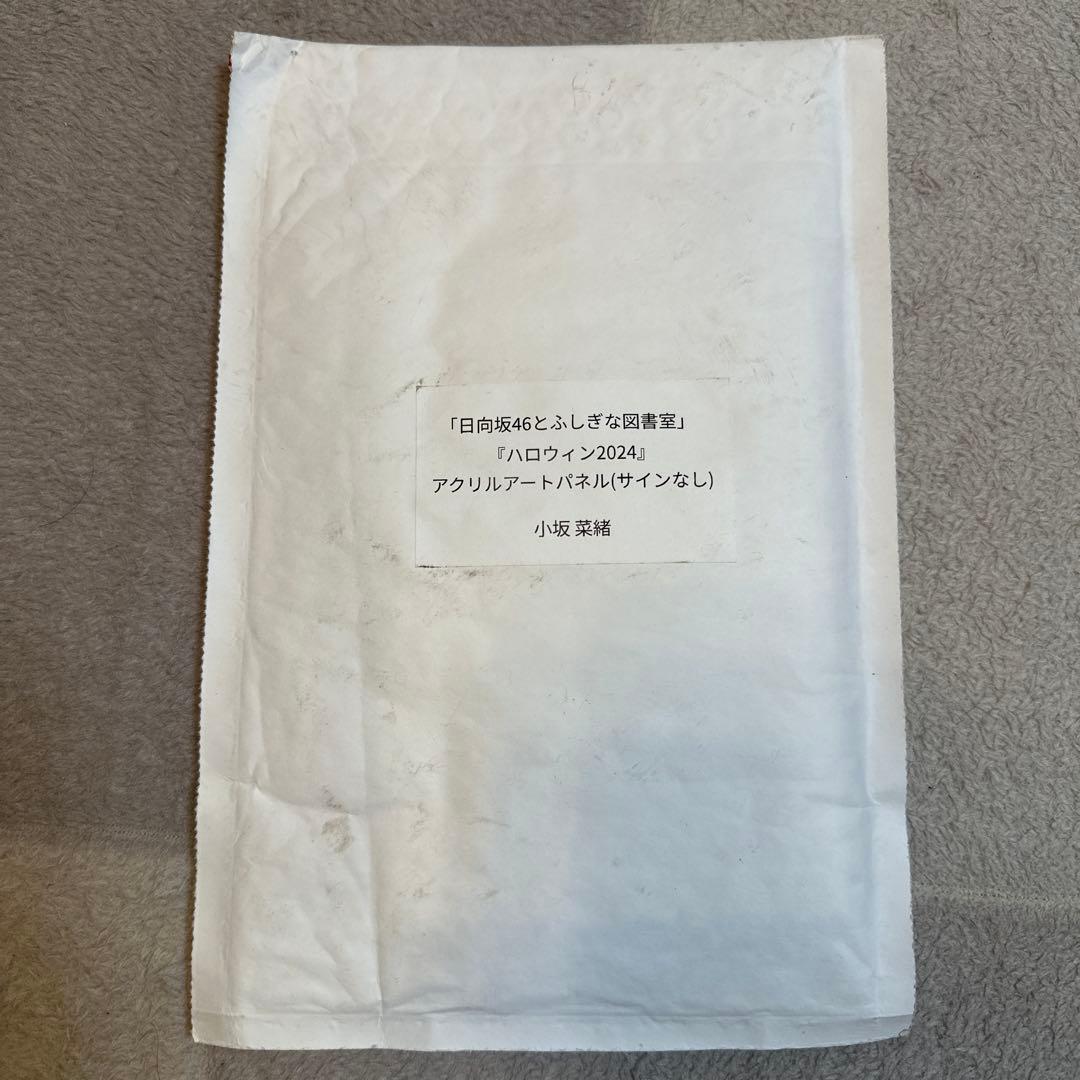 「日向坂46とふしぎな図書室」
『ハロウィン2024』
アクリルアートパネル(サインなし)
小坂 菜緒